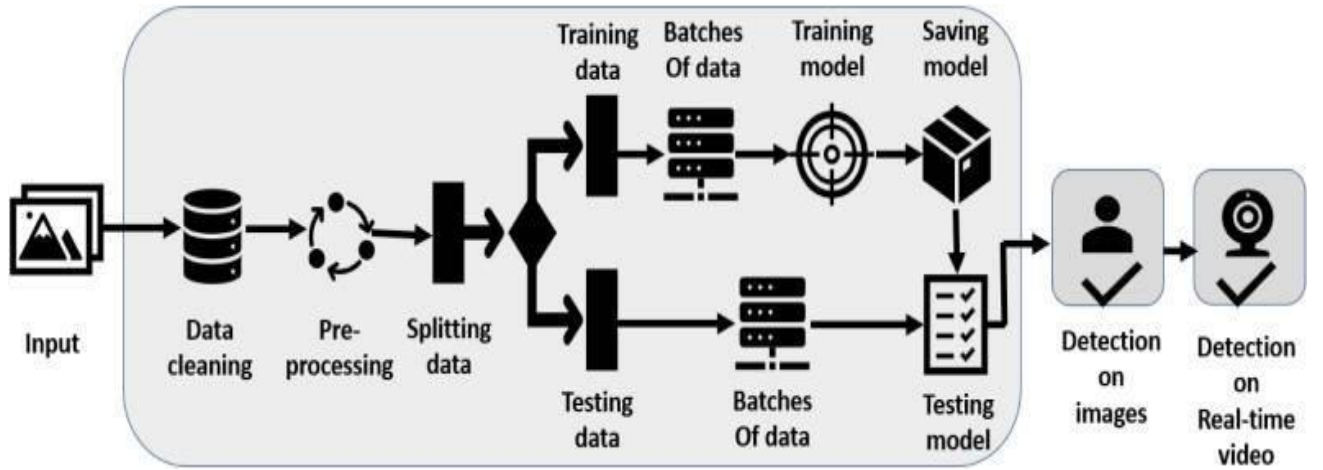 Training
data
Batches
Of data
Training
model
Saving
model
Input
Data
cleaning
Pre-
processing
Splitting
data
Testing
data
Batches
Of data
Testing
model
Detection
on
images
Detection
on
Real-time
video